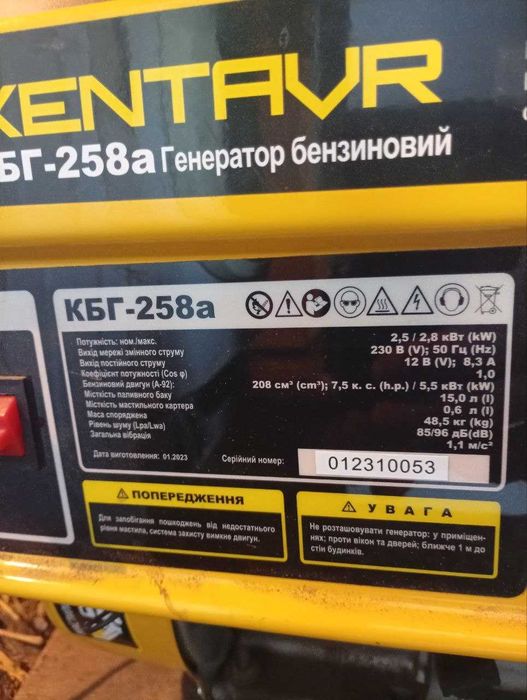 KENTAVR
КБГ-258а Генератор бензиновий
КБГ-258а
Потужність: ном./макс. 2,5 / 2,8 кВт (kW)
Вихід мережі змінного струму 230 В (V); 50 Гц (Hz)
Вихід постійного струму 12 В (V); 8,3 А
Коефіцієнт потужності (Cos φ) 1,0
Бензиновий двигун (А-92): 208 см³ (cm³); 7,5 к. с. (h.p.) / 5,5 кВт (kW)
Місткість паливного баку 15,0 л (l)
Місткість мастильного картера 0,6 л (l)
Маса споряджена 48,5 кг (kg)
Рівень шуму (Lpa/Lwa) 85/96 дБ(dB)
Загальна вібрація 1,1 м/с²
Дата виготовлення: 01.2023 Серійний номер: 012310053
ПОПЕРЕДЖЕННЯ
Для запобігання пошкоджень від недостатнього
рівня мастила, система захисту вимкне двигун.
УВАГА
Не розташовувати генератор: у приміщен-
нях; проти вікон та дверей; ближче 1 м до
стін будинків.